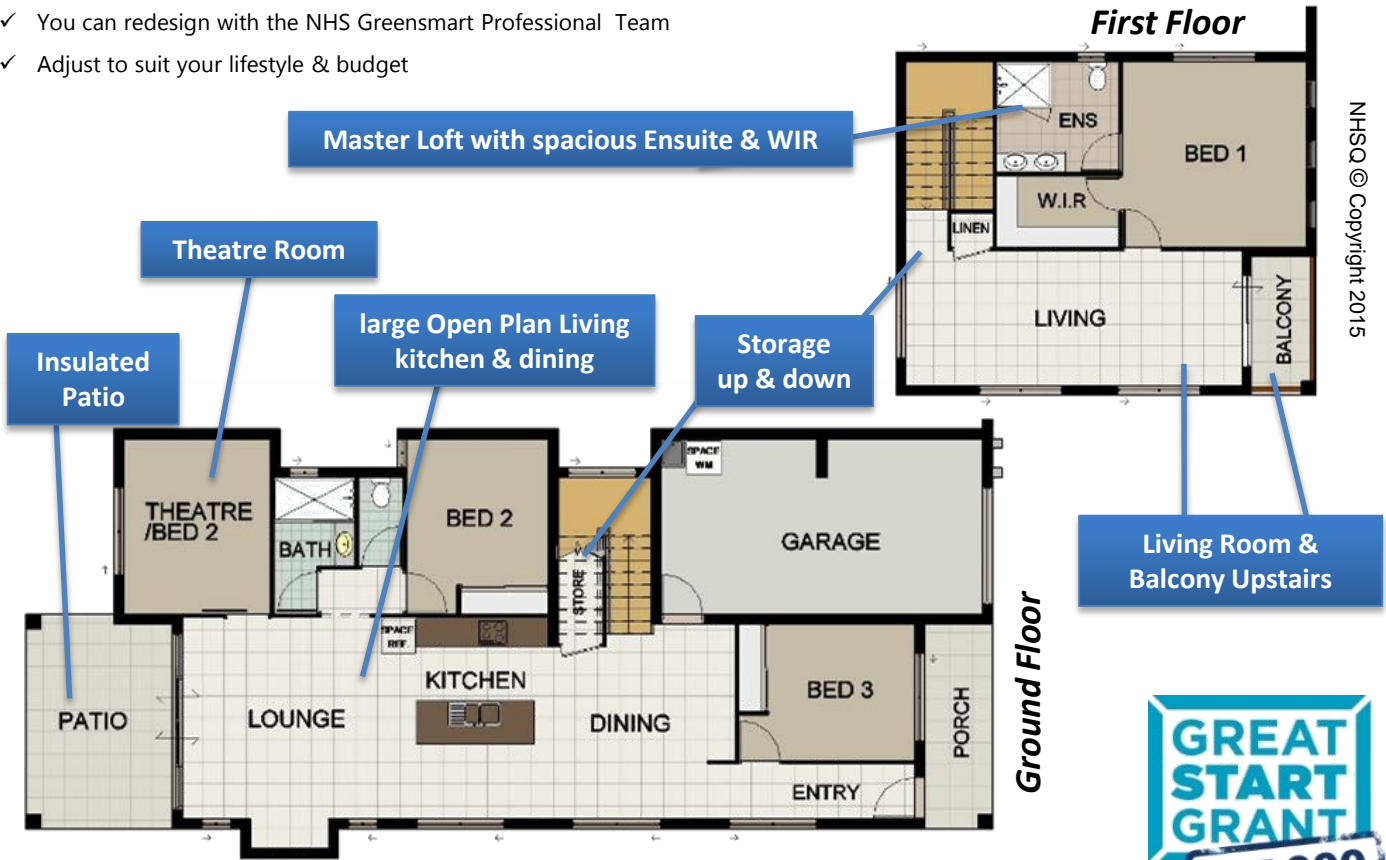 ✓ You can redesign with the NHS Greensmart Professional Team
✓ Adjust to suit your lifestyle & budget
First Floor
Master Loft with spacious Ensuite & WIR
ENS
BED 1
W.I.R
LINEN
LIVING
BALCONY
NHSQ © Copyright 2015
Theatre Room
large Open Plan Living
kitchen & dining
Storage
up & down
Insulated
Patio
Living Room &
Balcony Upstairs
THEATRE
/BED 2
BATH
BED 2
STORE
SPACE
WM
GARAGE
SPACE
REF
KITCHEN
PATIO
LOUNGE
DINING
BED 3
ENTRY
PORCH
Ground Floor
GREAT
START
GRANT